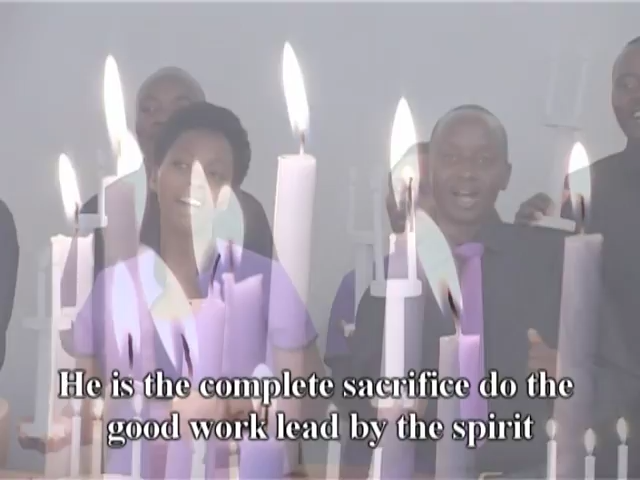 He is the complete sacrifice do the
good work lead by the spirit